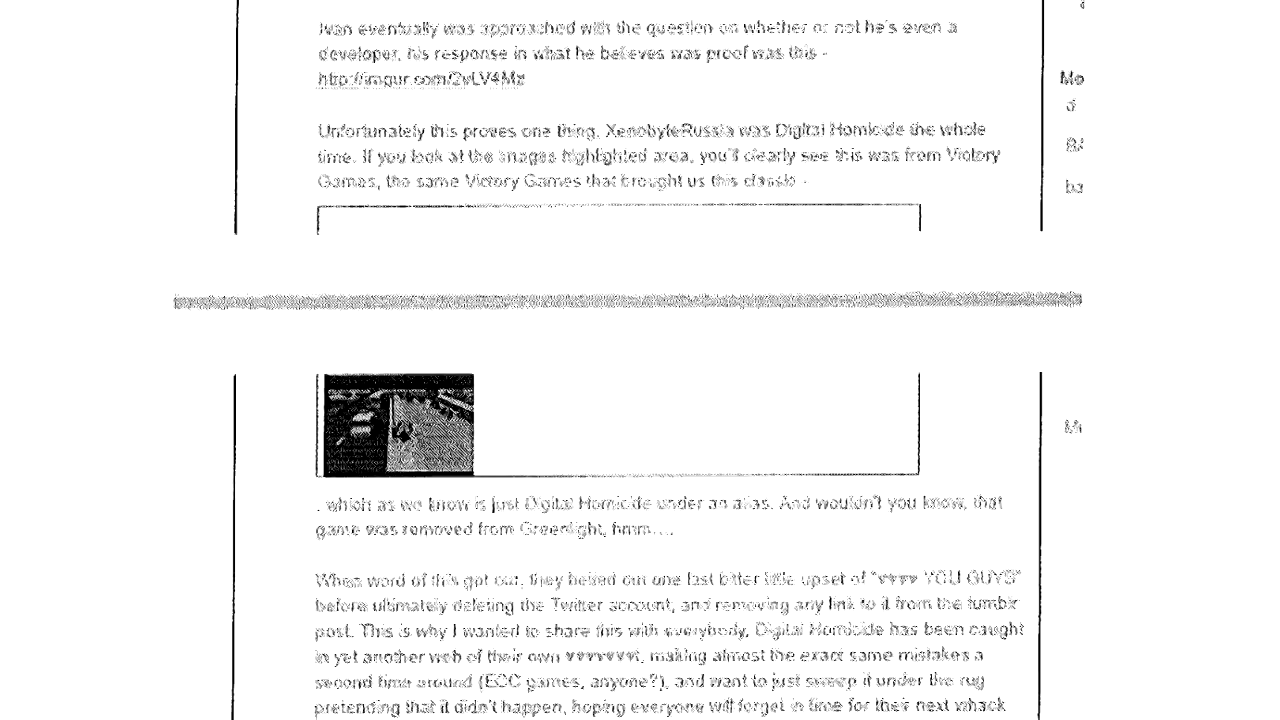 Ivan eventually was approached with the question on whether or not he's even a
developer, his response in what he believes was proof was this -
http://imgur.com/2vLV4Mz
Unfortunately this proves one thing, XenobyteRussia was Digital Homicide the whole
time. If you look at the images highlighted area, you'll clearly see this was from Victory
Games, the same Victory Games that brought us this classic -
. which as we know is just Digital Homicide under an alias. And wouldn't you know, that
game was removed from Greenlight, hmm....
When word of this got out, they belted out one last bitter little upset of "♥♥♥♥ YOU GUYS"
before ultimately deleting the Twitter account, and removing any link to it from the tumblr
post. This is why I wanted to share this with everybody, Digital Homicide has been caught
in yet another web of their own ♥♥♥♥♥♥♥t, making almost the exact same mistakes a
second time around (ECC games, anyone?), and want to just sweep it under the rug
pretending that it didn't happen, hoping everyone will forget in time for their next whack
Mo
d
ba